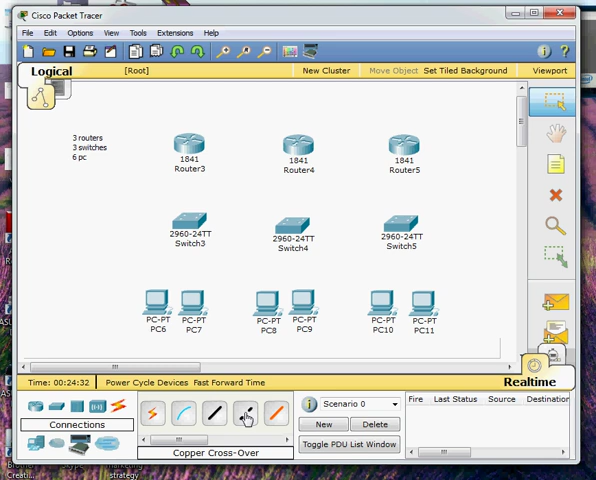 Cisco Packet Tracer
File Edit Options View Tools Extensions Help
Logical [Root] New Cluster Move Object Set Tiled Background Viewport
3 routers
3 switches
6 pc
1841 1841 1841
Router3 Router4 Router5
2960-24TT 2960-24TT 2960-24TT
Switch3 Switch4 Switch5
PC-PT PC-PT PC-PT PC-PT PC-PT PC-PT
PC6 PC7 PC8 PC9 PC10 PC11
Time: 00:24:32 Power Cycle Devices Fast Forward Time Realtime
Connections
Copper Cross-Over
Scenario 0
New Delete
Toggle PDU List Window
Fire Last Status Source Destination
Skype
marketing
strategy